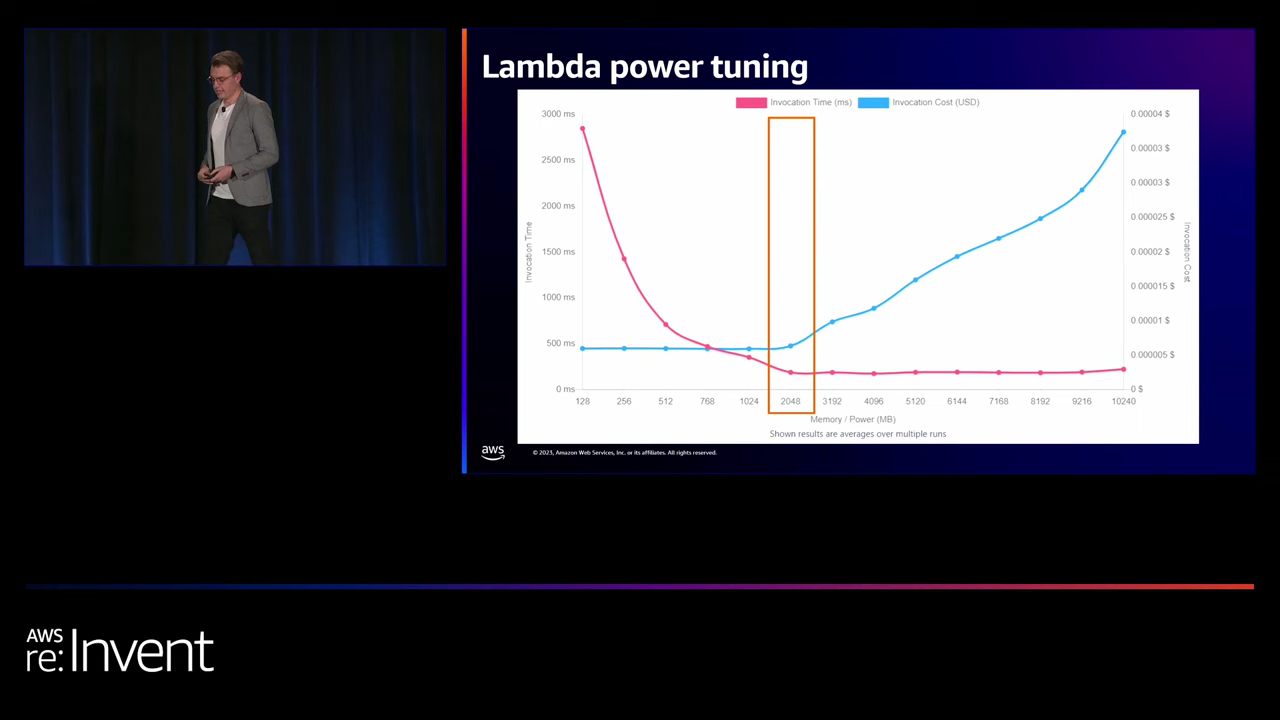 Lambda power tuning
Invocation Time (ms) Invocation Cost (USD)
3000 ms
2500 ms
2000 ms
1500 ms
1000 ms
500 ms
0 ms
Invocation Time
0.00004 $
0.00003 $
0.00003 $
0.000025 $
0.00002 $
0.000015 $
0.00001 $
0.000005 $
0 $
Invocation Cost
128 256 512 768 1024 2048 3192 4096 5120 6144 7168 8192 9216 10240
Memory / Power (MB)
Shown results are averages over multiple runs
aws
© 2023, Amazon Web Services, Inc. or its affiliates. All rights reserved.
AWS
re:Invent